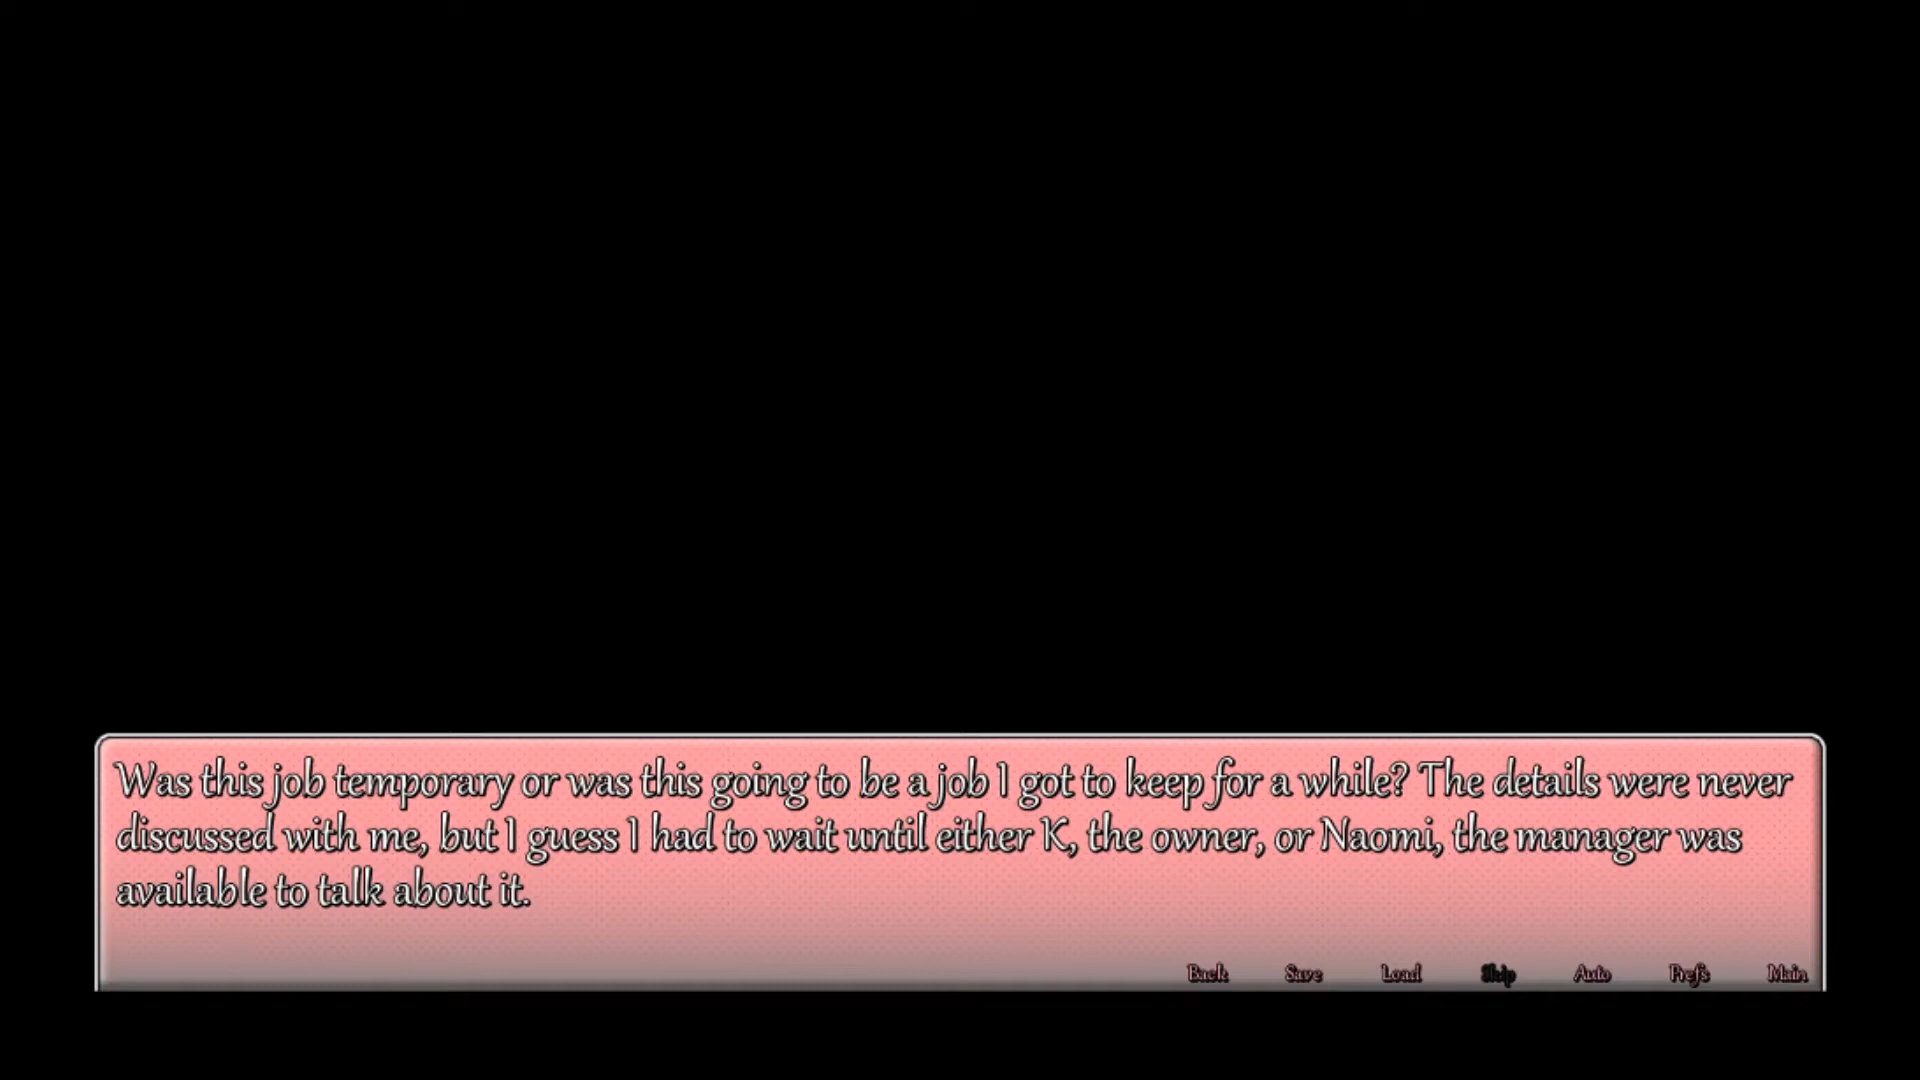 Was this job temporary or was this going to be a job I got to keep for a while? The details were never
discussed with me, but I guess I had to wait until either K, the owner, or Naomi, the manager was
available to talk about it.
Back Save Load Skip Auto Prefs Main